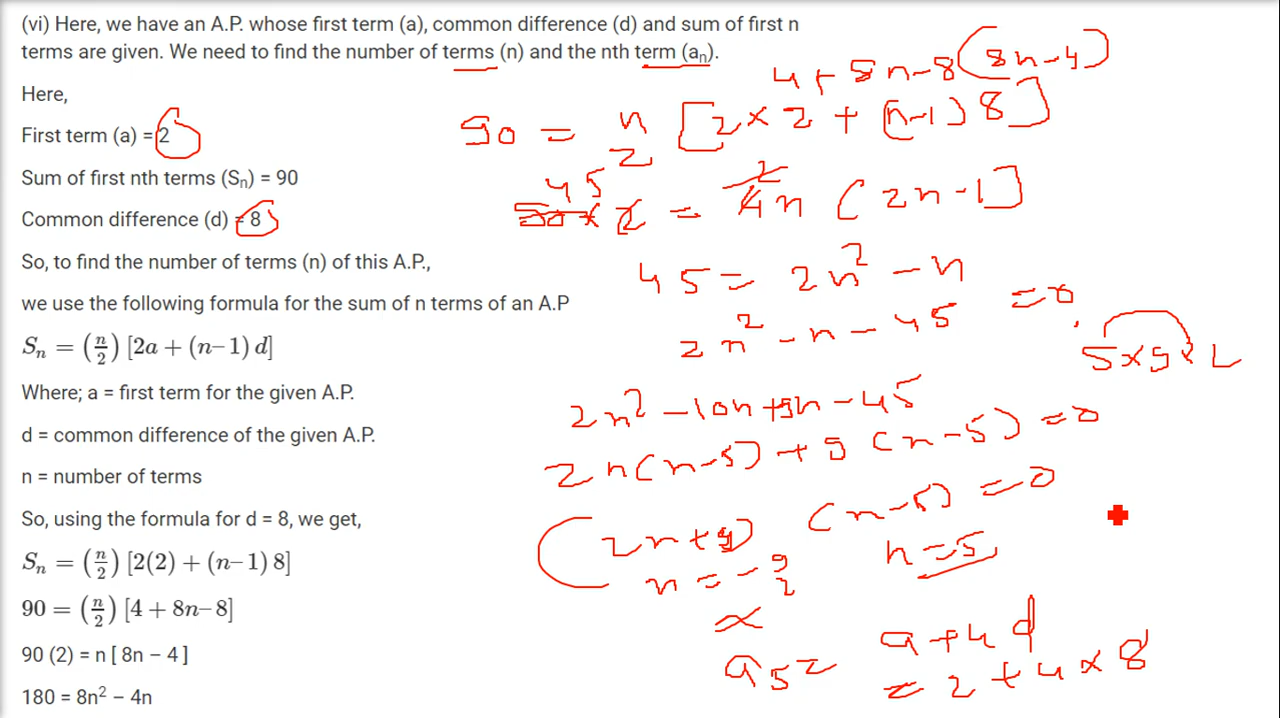 (vi) Here, we have an A.P. whose first term (a), common difference (d) and sum of first n
terms are given. We need to find the number of terms (n) and the nth term (aₙ).
Here,
First term (a) = 2
Sum of first nth terms (Sₙ) = 90
Common difference (d) = 8
So, to find the number of terms (n) of this A.P.,
we use the following formula for the sum of n terms of an A.P
Sₙ = (n/2) [2a + (n−1) d]
Where; a = first term for the given A.P.
d = common difference of the given A.P.
n = number of terms
So, using the formula for d = 8, we get,
Sₙ = (n/2) [2(2) + (n−1) 8]
90 = (n/2) [4 + 8n−8]
90 (2) = n [ 8n − 4 ]
180 = 8n² − 4n
4 + 8n − 8 (8n − 4)
90 = n/2 [2 × 2 + (n−1) 8]
45
2
90 × 2 = 4n (2n − 1]
45 = 2n² − n
2n² − n − 45 = 0
5 × 9 × 2
2n² − 10n + 9n − 45
2n(n−5) + 9(n−5) = 0
(2n + 9) (n−5) = 0
n = −9/2
n = 5
×
a₅ = a + 4d
= 2 + 4 × 8